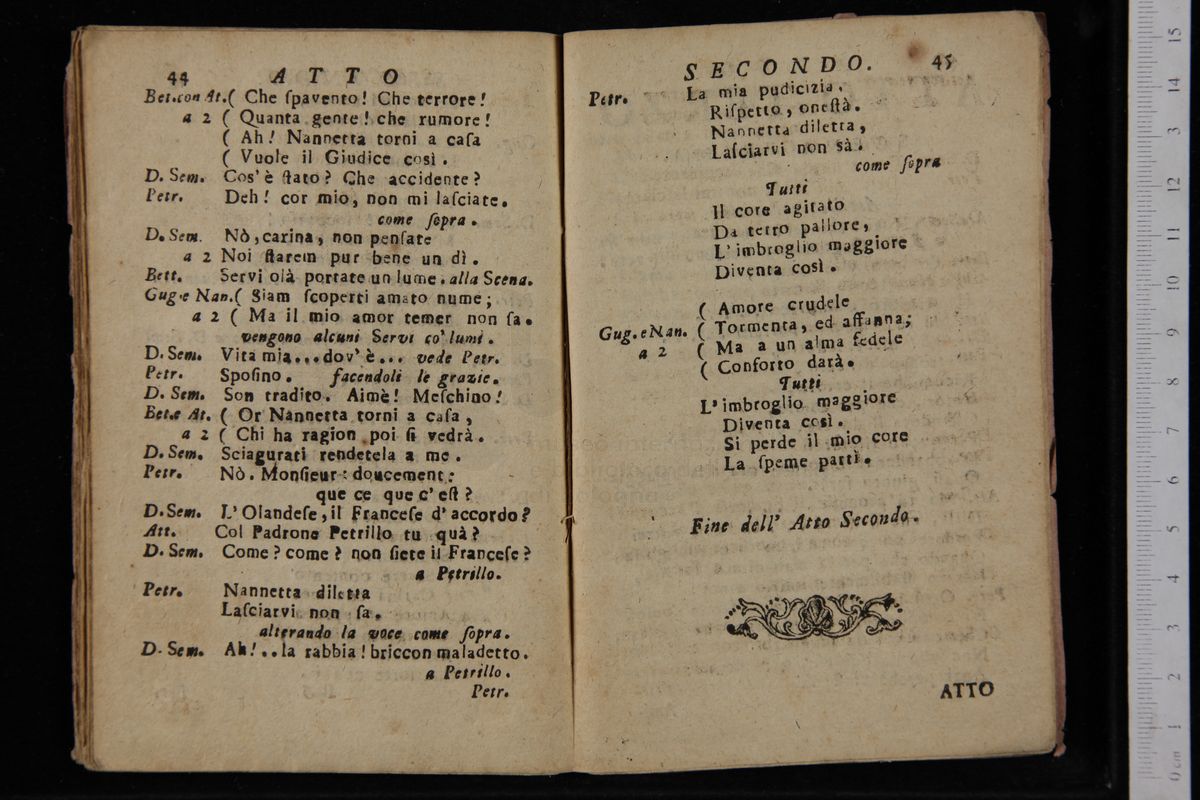 44 ATTO
Bet.con At.( Che ſpavento! Che terrore!
a 2 ( Quanta gente! che rumore!
( Ah! Nannetta torni a caſa
( Vuole il Giudice così.
D. Sem. Cos'è ſtato? Che accidente?
Petr. Deh! cor mio, non mi laſciate.
come ſopra.
D. Sem. Nò, carina, non penſate
a 2 Noi ſtarem pur bene un dì.
Bett. Servi olà portate un lume. alla Scena.
Gug.e Nan.( Siam ſcoperti amato nume;
a 2 ( Ma il mio amor temer non ſa.
vengono alcuni Servi co' lumi.
D. Sem. Vita mia...dov'è... vede Petr.
Petr. Spoſino. facendoli le grazie.
D. Sem. Son tradito. Aimè! Meſchino!
Bet.e At. ( Or Nannetta torni a caſa,
a 2 ( Chi ha ragion poi ſi vedrà.
D. Sem. Sciagurati rendetela a me.
Petr. Nò. Monſieur: doucement:
que ce que c'eſt?
D. Sem. L'Olandeſe, il Franceſe d'accordo?
Att. Col Padrone Petrillo tu quà?
D. Sem. Come? come? non ſiete il Franceſe?
a Petrillo.
Petr. Nannetta diletta
Laſciarvi non ſa.
alterando la voce come ſopra.
D. Sem. Ah!..la rabbia! briccon maladetto.
a Petrillo.
Petr.
SECONDO. 45
Petr. La mia pudicizia,
Riſpetto, oneſtà.
Nannetta diletta,
Laſciarvi non sà.
come ſopra
Tutti
Il core agitato
Da tetro pallore,
L'imbroglio maggiore
Diventa così.
( Amore crudele
Gug. e Nan. ( Tormenta, ed affanna;
a 2 ( Ma a un alma fedele
( Conforto darà.
Tutti
L'imbroglio maggiore
Diventa così.
Si perde il mio core
La ſpeme partì.
Fine dell' Atto Secondo.
ATTO